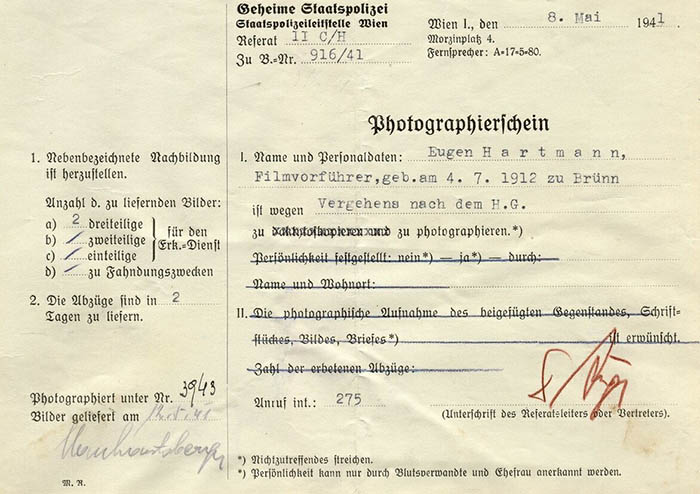 Geheime Staatspolizei
Staatspolizeileitstelle Wien
Referat II C/H
Zu B.=Nr. 916/41
Wien I., den 8. Mai 1941
Morzinplatz 4.
Fernsprecher: A=17=5=80.
Photographierschein
1. Nebenbezeichnete Nachbildung
ist herzustellen.
Anzahl d. zu liefernden Bilder:
a) 2 dreiteilige
b) zweiteilige
c) einteilige
für den
Erk.=Dienst
d) zu Fahndungszwecken
2. Die Abzüge sind in 2
Tagen zu liefern.
Photographiert unter Nr. 39/43
Bilder geliefert am 12.5.41
M. R.
I. Name und Personaldaten: Eugen Hartmann,
Filmvorführer, geb.am 4. 7. 1912 zu Brünn
ist wegen Vergehens nach dem H.G.
zu daktyloskopieren und zu photographieren.*)
Persönlichkeit festgestellt: nein*) — ja*) — durch:
Name und Wohnort:
II. Die photographische Aufnahme des beigefügten Gegenstandes, Schrift=
stückes, Bildes, Briefes*) ist erwünscht.
Zahl der erbetenen Abzüge:
Anruf int.: 275
(Unterschrift des Referatsleiters oder Vertreters).
*) Nichtzutreffendes streichen.
*) Persönlichkeit kann nur durch Blutsverwandte und Ehefrau anerkannt werden.